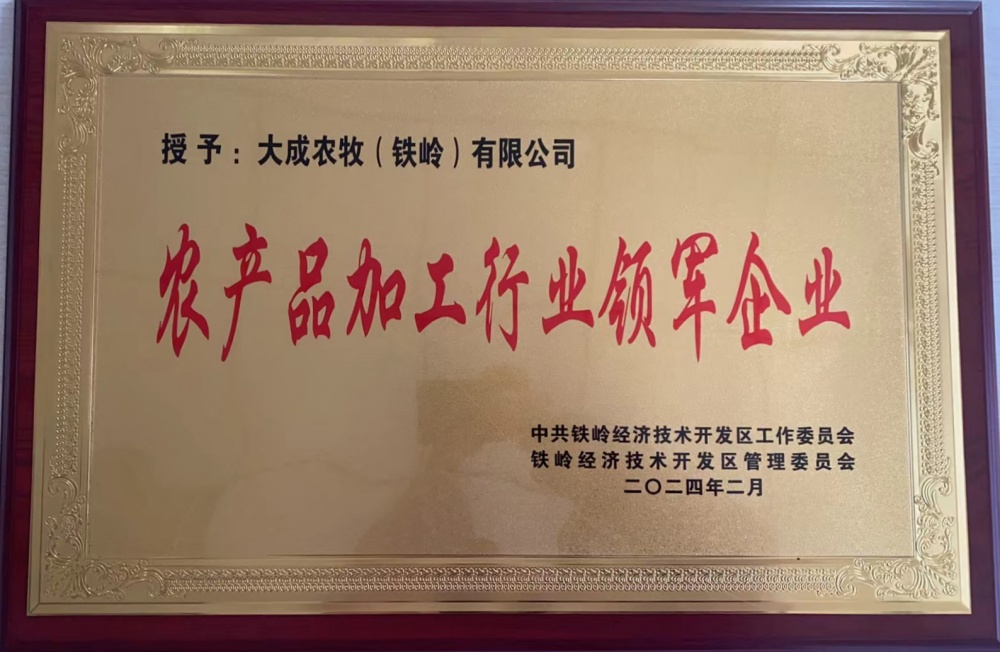 授予：大成农牧（铁岭）有限公司
农产品加工行业领军企业
中共铁岭经济技术开发区工作委员会
铁岭经济技术开发区管理委员会
二〇二四年二月